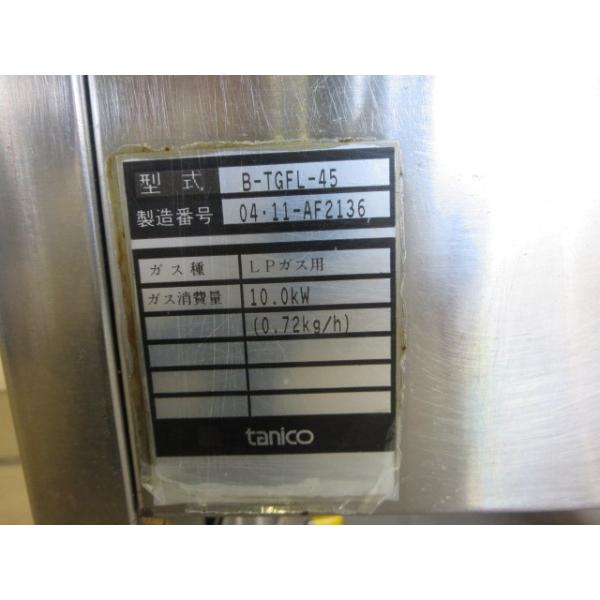 型式 B-TGFL-45
製造番号 04・11-AF2136
ガス種 LPガス用
ガス消費量 10.0kW
(0.72kg/h)
tanico